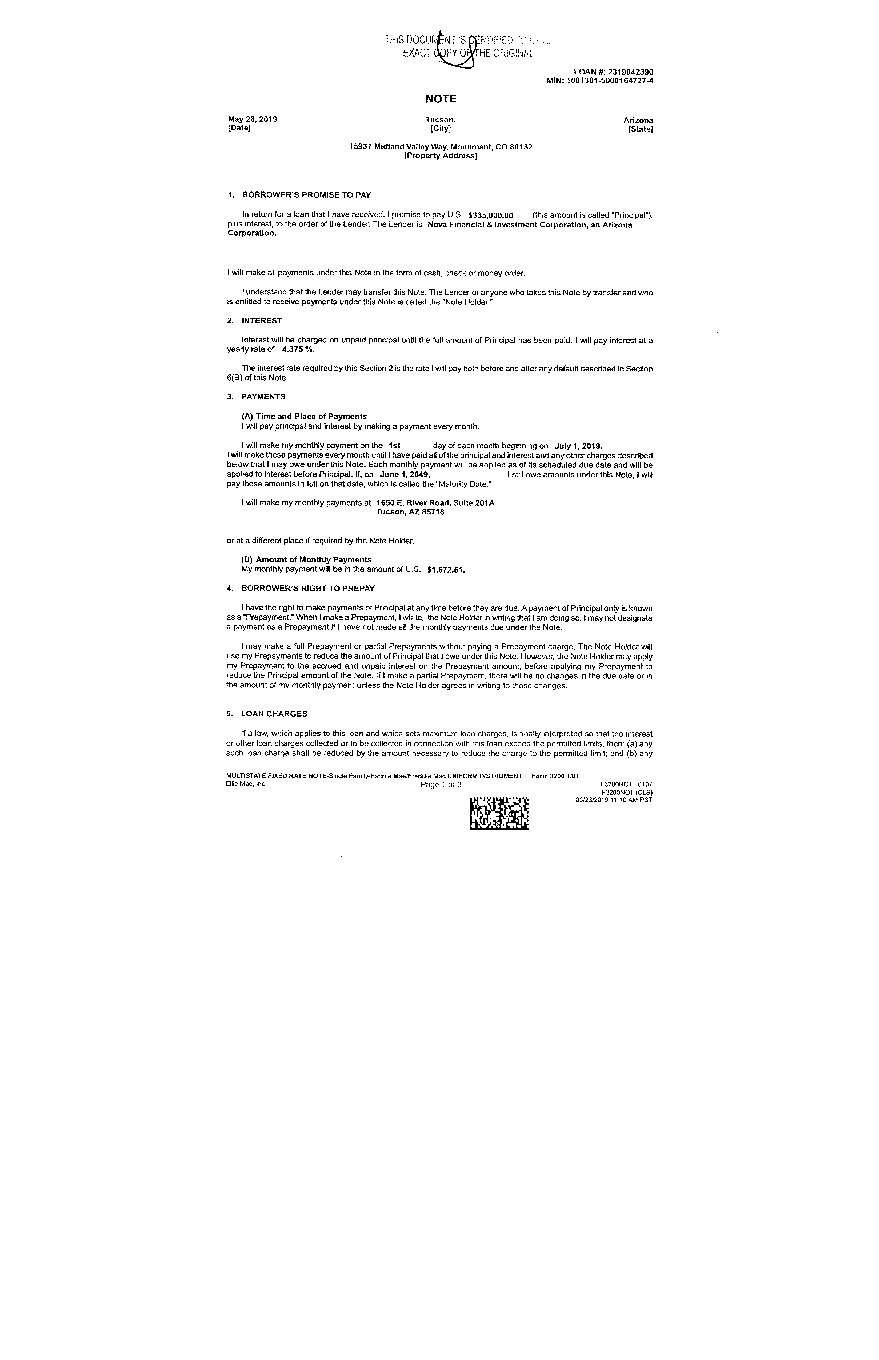 THIS DOCUMENT IS CERTIFIED
EXACT COPY OF THE ORIGINAL
LOAN #: 2319042390
MIN:
NOTE
May 28, 2019
[Date]
Tucson,
[City]
Arizona
[State]
15937 Midland Valley Way, Monument, CO 80132
[Property Address]
1. BORROWER'S PROMISE TO PAY
In return for a loan that I have received, I promise to pay U.S. $335,000.00 (this amount is called "Principal"),
plus interest, to the order of the Lender. The Lender is Nova Financial & Investment Corporation, an Arizona
Corporation.
I will make all payments under this Note in the form of cash, check or money order.
I understand that the Lender may transfer this Note. The Lender or anyone who takes this Note by transfer and who
is entitled to receive payments under this Note is called the "Note Holder."
2. INTEREST
Interest will be charged on unpaid principal until the full amount of Principal has been paid. I will pay interest at a
yearly rate of 4.375 %.
The interest rate required by this Section 2 is the rate I will pay both before and after any default described in Section
6(B) of this Note.
3. PAYMENTS
(A) Time and Place of Payments
I will pay principal and interest by making a payment every month.
I will make my monthly payment on the 1st day of each month beginning on July 1, 2019.
I will make these payments every month until I have paid all of the principal and interest and any other charges described
below that I may owe under this Note. Each monthly payment will be applied as of its scheduled due date and will be
applied to interest before Principal. If, on June 1, 2049, I still owe amounts under this Note, I will
pay those amounts in full on that date, which is called the "Maturity Date."
I will make my monthly payments at 1650 E. River Road, Suite 201A
Tucson, AZ 85718
or at a different place if required by the Note Holder.
(B) Amount of Monthly Payments
My monthly payment will be in the amount of U.S. $1,672.61.
4. BORROWER'S RIGHT TO PREPAY
I have the right to make payments of Principal at any time before they are due. A payment of Principal only is known
as a "Prepayment." When I make a Prepayment, I will tell the Note Holder in writing that I am doing so. I may not designate
a payment as a Prepayment if I have not made all the monthly payments due under the Note.
I may make a full Prepayment or partial Prepayments without paying a Prepayment charge. The Note Holder will
use my Prepayments to reduce the amount of Principal that I owe under this Note. However, the Note Holder may apply
my Prepayment to the accrued and unpaid interest on the Prepayment amount, before applying my Prepayment to
reduce the Principal amount of the Note. If I make a partial Prepayment, there will be no changes in the due date or in
the amount of my monthly payment unless the Note Holder agrees in writing to those changes.
5. LOAN CHARGES
If a law, which applies to this loan and which sets maximum loan charges, is finally interpreted so that the interest
or other loan charges collected or to be collected in connection with this loan exceed the permitted limits, then: (a) any
such loan charge shall be reduced by the amount necessary to reduce the charge to the permitted limit; and (b) any
MULTISTATE FIXED RATE NOTE-Single Family-Fannie Mae/Freddie Mac UNIFORM INSTRUMENT Form 3200 1/01
Ellie Mae, Inc.
Page 1 of 3
F3200NOT
F3200NOT (CLS)
05/28/2019 11:10 AM PST